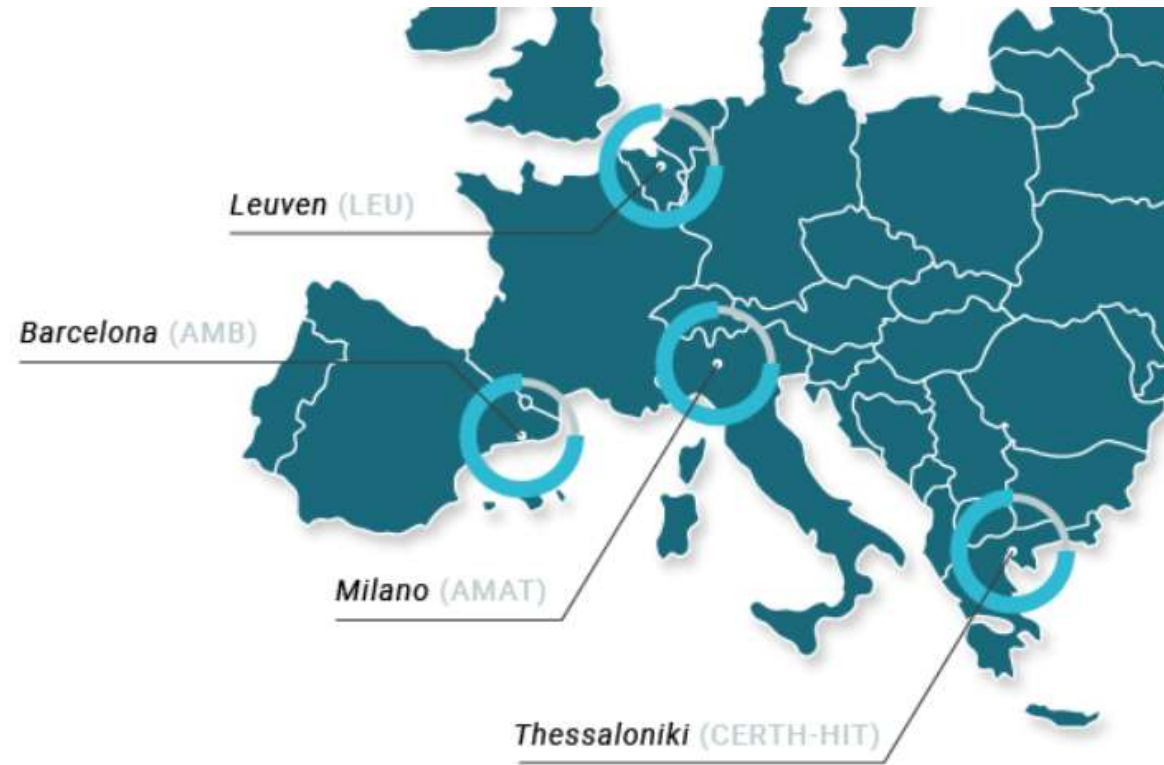 Leuven (LEU)
Barcelona (AMB)
Milano (AMAT)
Thessaloniki (CERTH-HIT)